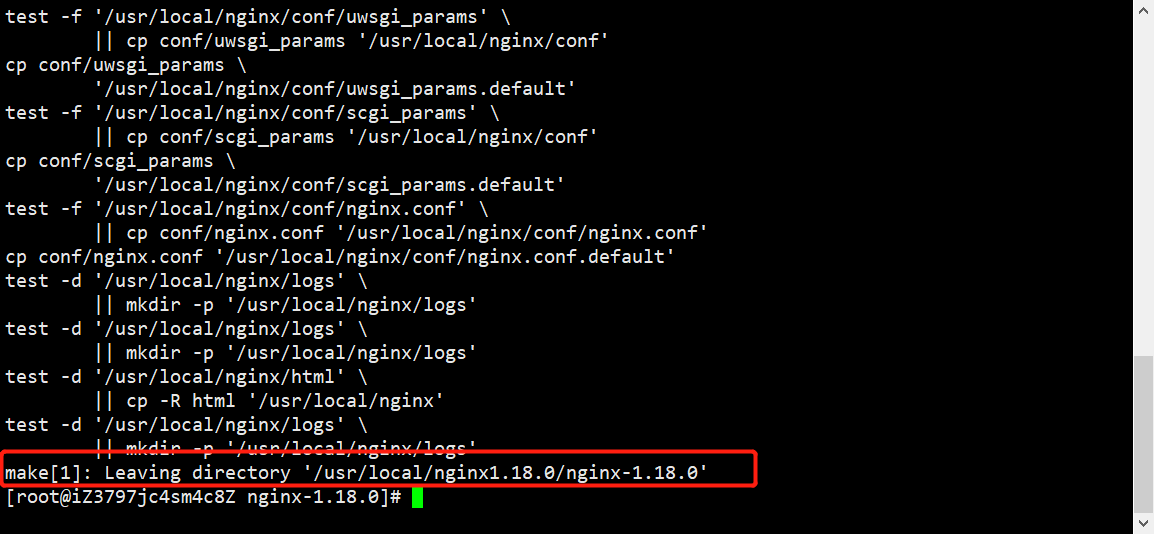 test -f '/usr/local/nginx/conf/uwsgi_params' \
        || cp conf/uwsgi_params '/usr/local/nginx/conf'
cp conf/uwsgi_params \
        '/usr/local/nginx/conf/uwsgi_params.default'
test -f '/usr/local/nginx/conf/scgi_params' \
        || cp conf/scgi_params '/usr/local/nginx/conf'
cp conf/scgi_params \
        '/usr/local/nginx/conf/scgi_params.default'
test -f '/usr/local/nginx/conf/nginx.conf' \
        || cp conf/nginx.conf '/usr/local/nginx/conf/nginx.conf'
cp conf/nginx.conf '/usr/local/nginx/conf/nginx.conf.default'
test -d '/usr/local/nginx/logs' \
        || mkdir -p '/usr/local/nginx/logs'
test -d '/usr/local/nginx/logs' \
        || mkdir -p '/usr/local/nginx/logs'
test -d '/usr/local/nginx/html' \
        || cp -R html '/usr/local/nginx'
test -d '/usr/local/nginx/logs' \
        || mkdir -p '/usr/local/nginx/logs'
make[1]: Leaving directory '/usr/local/nginx1.18.0/nginx-1.18.0'
[root@iZ3797jc4sm4c8Z nginx-1.18.0]#